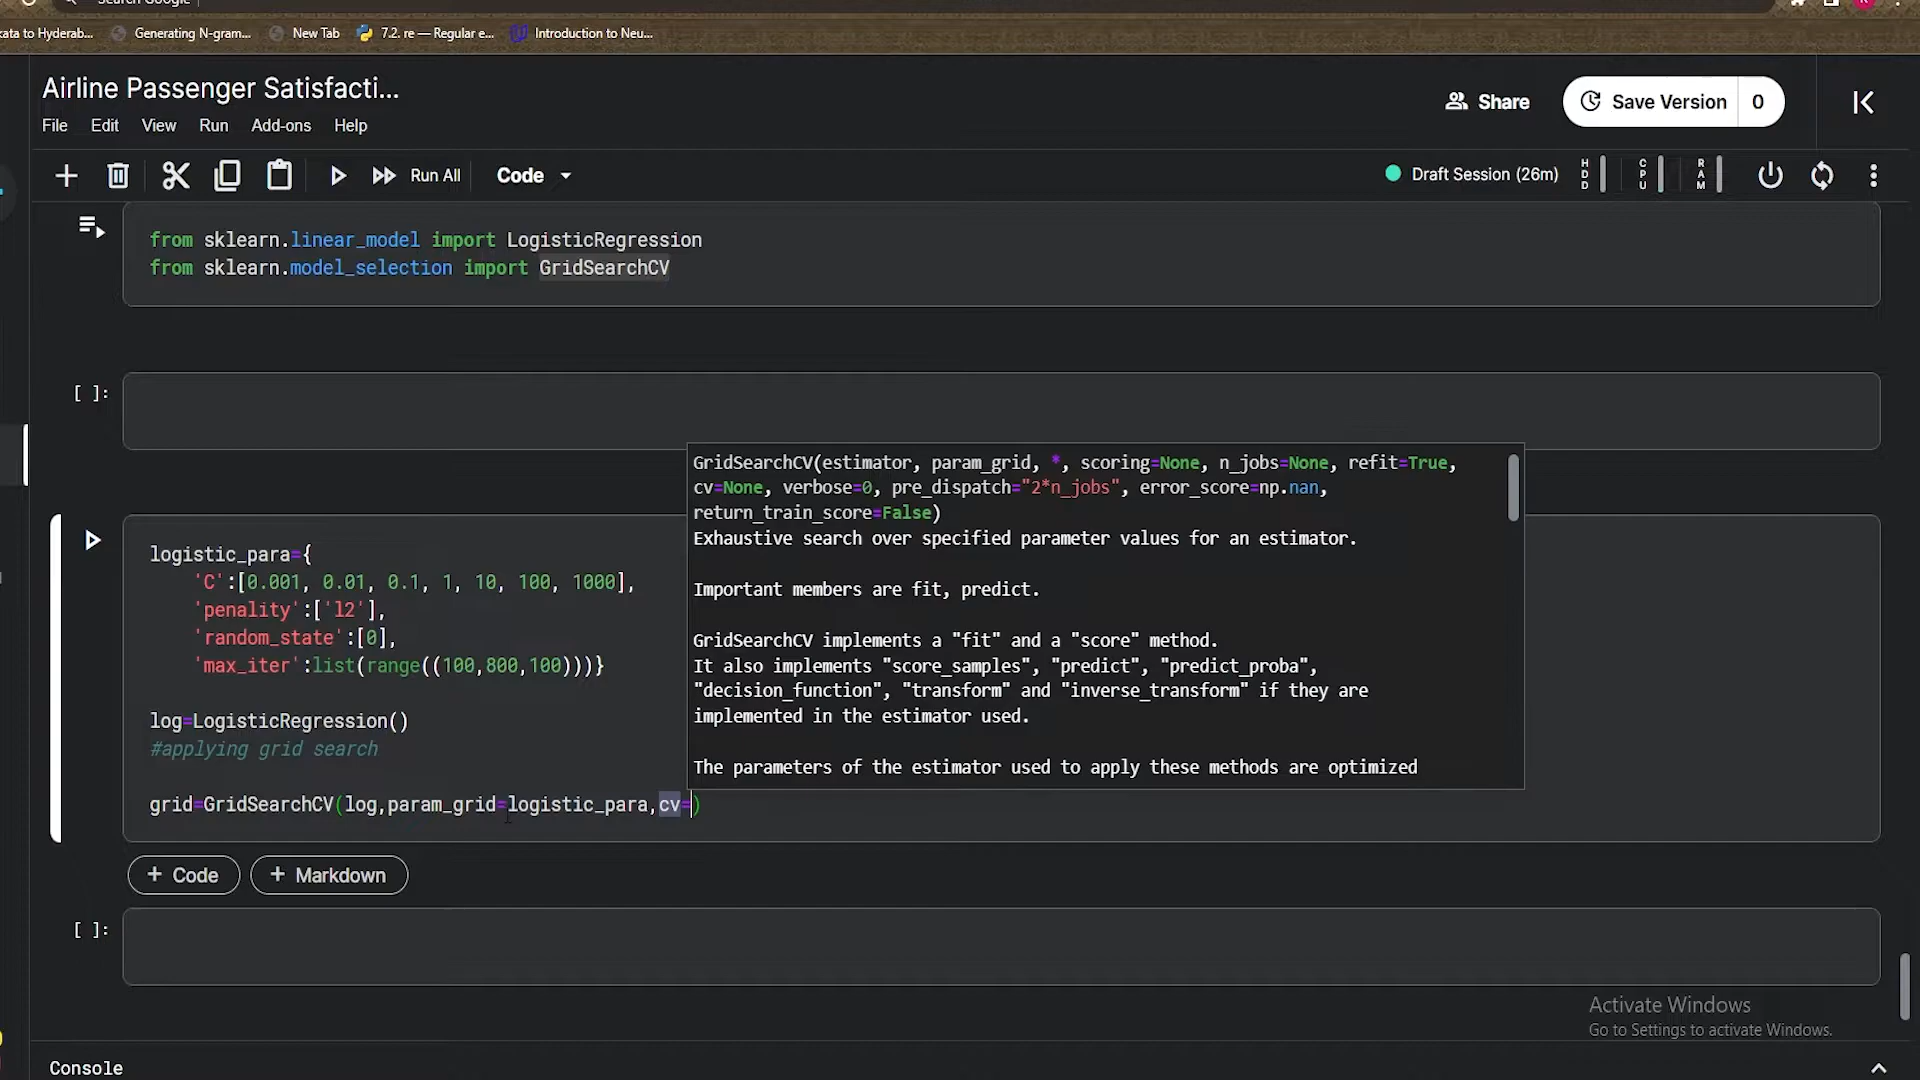 Search Google
kata to Hyderab... Generating N-gram... New Tab 7.2. re — Regular e... Introduction to Neu...
Airline Passenger Satisfacti...
File Edit View Run Add-ons Help
Share
Save Version 0
Run All Code
Draft Session (26m) HDD CPU RAM
from sklearn.linear_model import LogisticRegression
from sklearn.model_selection import GridSearchCV
[ ]:
GridSearchCV(estimator, param_grid, *, scoring=None, n_jobs=None, refit=True,
cv=None, verbose=0, pre_dispatch="2*n_jobs", error_score=np.nan,
return_train_score=False)
Exhaustive search over specified parameter values for an estimator.
Important members are fit, predict.
GridSearchCV implements a "fit" and a "score" method.
It also implements "score_samples", "predict", "predict_proba",
"decision_function", "transform" and "inverse_transform" if they are
implemented in the estimator used.
The parameters of the estimator used to apply these methods are optimized
logistic_para={
'C':[0.001, 0.01, 0.1, 1, 10, 100, 1000],
'penality':['l2'],
'random_state':[0],
'max_iter':list(range((100,800,100)))}
log=LogisticRegression()
#applying grid search
grid=GridSearchCV(log,param_grid=logistic_para,cv=)
+ Code + Markdown
[ ]:
Activate Windows
Go to Settings to activate Windows.
Console